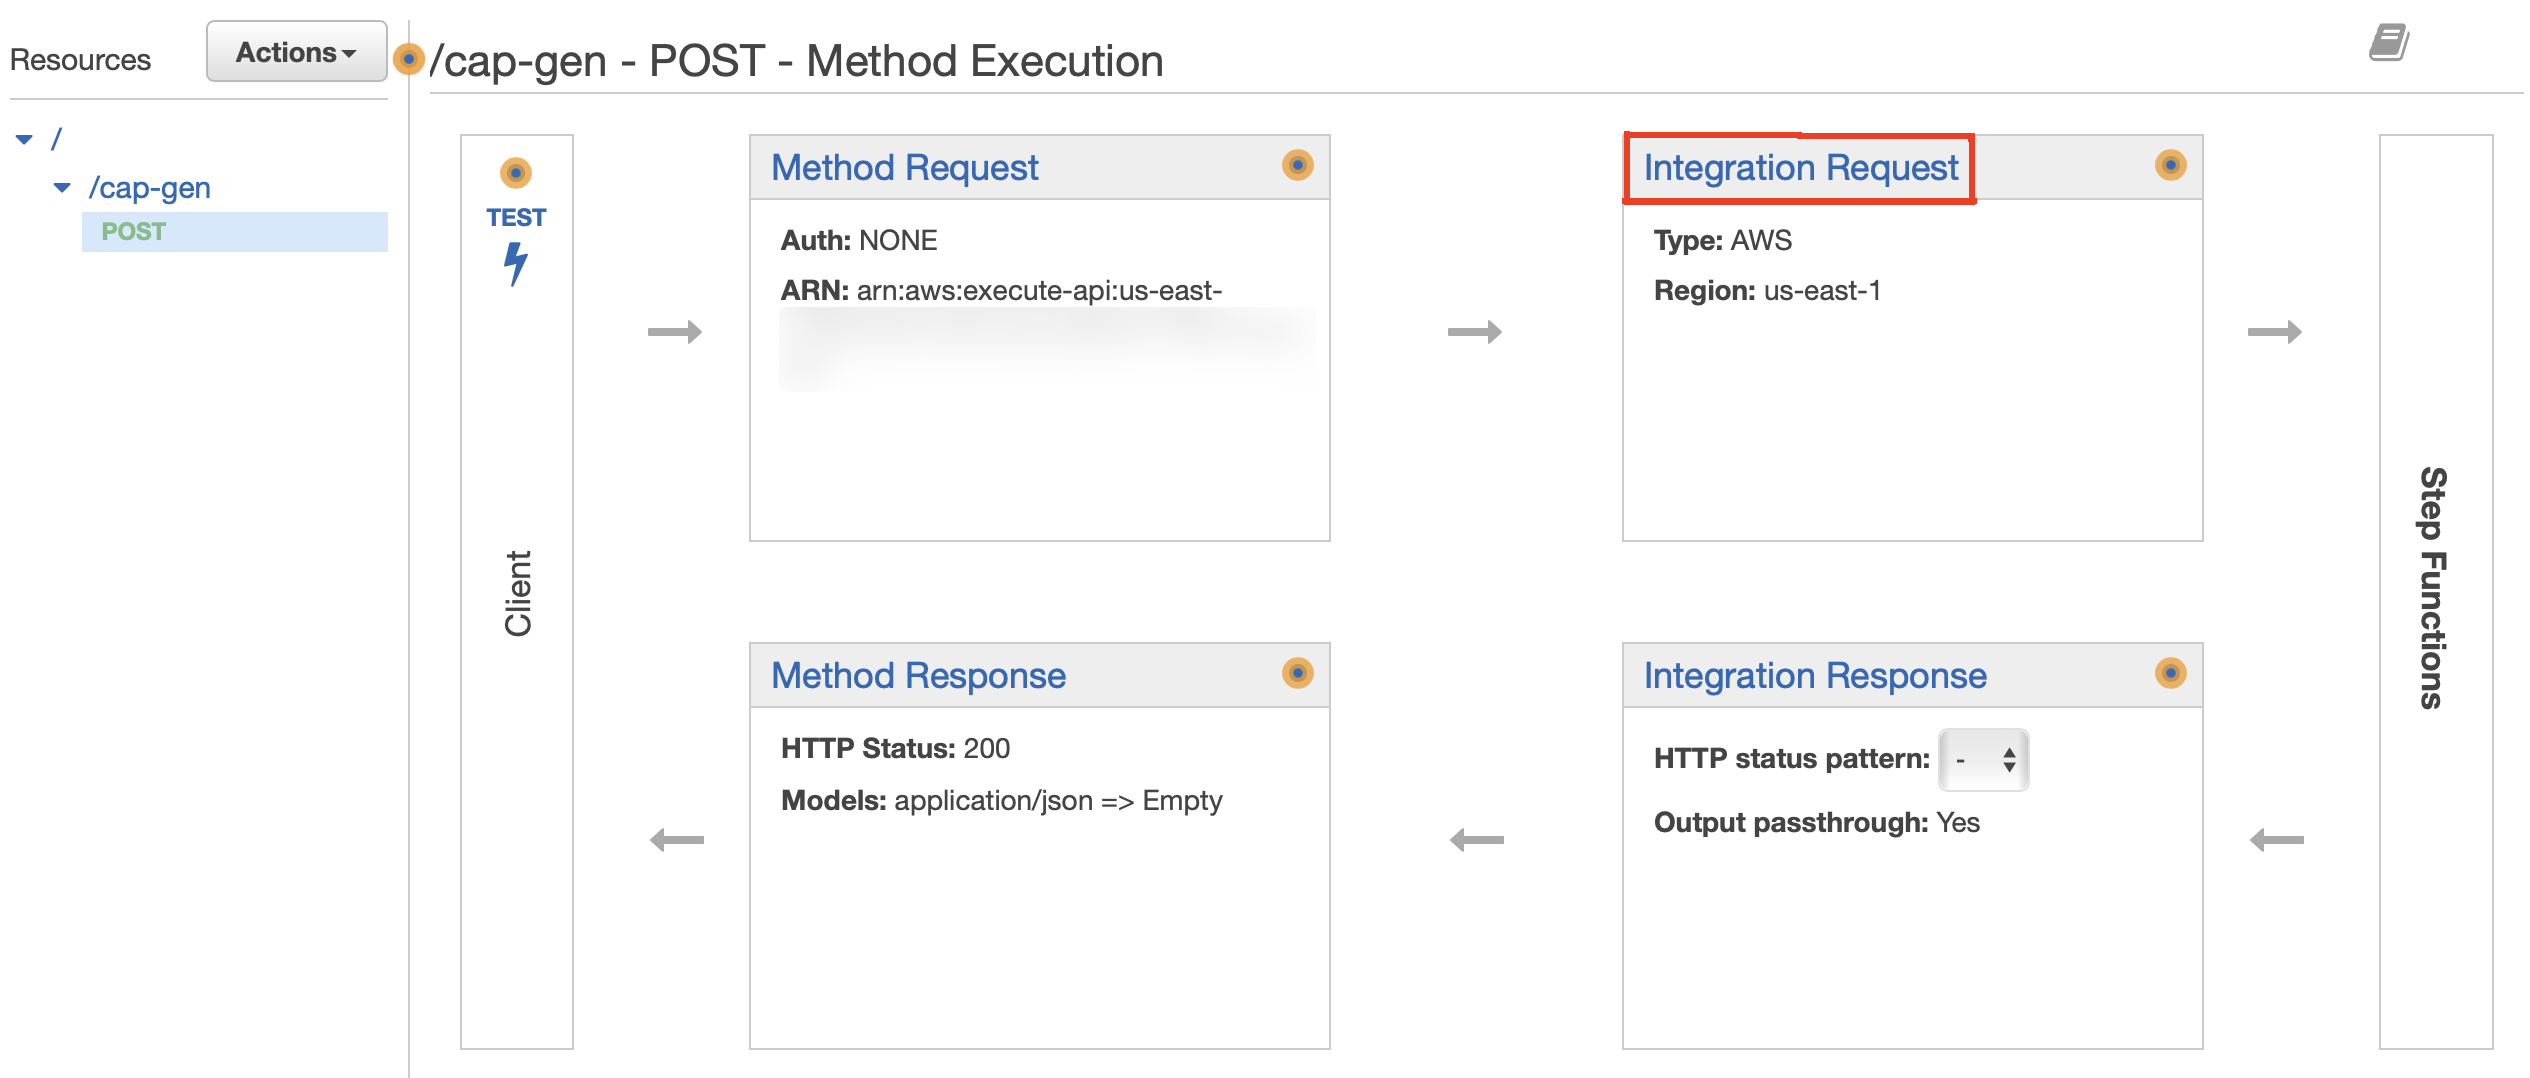 Resources
Actions
/cap-gen - POST - Method Execution
/
/cap-gen
POST
TEST
Client
Method Request
Auth: NONE
ARN: arn:aws:execute-api:us-east-
Integration Request
Type: AWS
Region: us-east-1
Step Functions
Method Response
HTTP Status: 200
Models: application/json => Empty
Integration Response
HTTP status pattern: -
Output passthrough: Yes